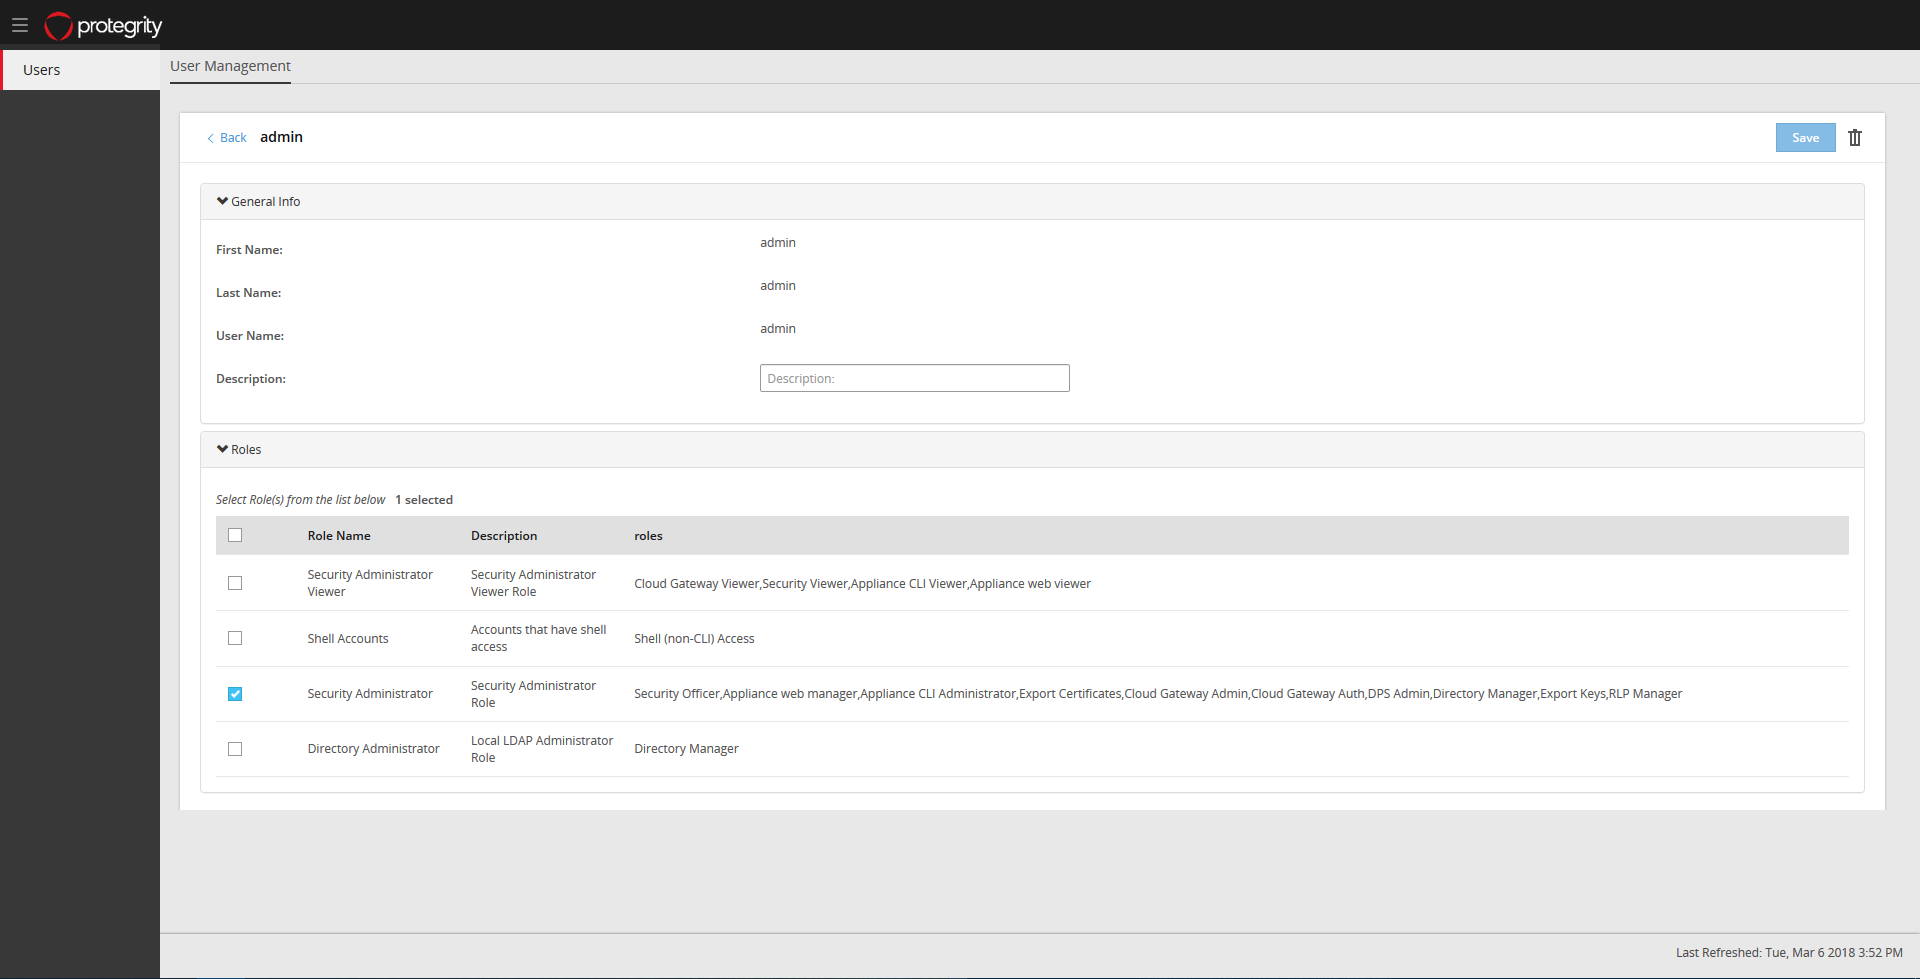 protegrity
Users
User Management
Back
admin
Save
General Info
First Name:
admin
Last Name:
admin
User Name:
admin
Description:
Description:
Roles
Select Role(s) from the list below 1 selected
Role Name Description roles
Security Administrator
Viewer
Security Administrator
Viewer Role
Cloud Gateway Viewer,Security Viewer,Appliance CLI Viewer,Appliance web viewer
Shell Accounts
Accounts that have shell
access
Shell (non-CLI) Access
Security Administrator
Security Administrator
Role
Security Officer,Appliance web manager,Appliance CLI Administrator,Export Certificates,Cloud Gateway Admin,Cloud Gateway Auth,DPS Admin,Directory Manager,Export Keys,RLP Manager
Directory Administrator
Local LDAP Administrator
Role
Directory Manager
Last Refreshed: Tue, Mar 6 2018 3:52 PM